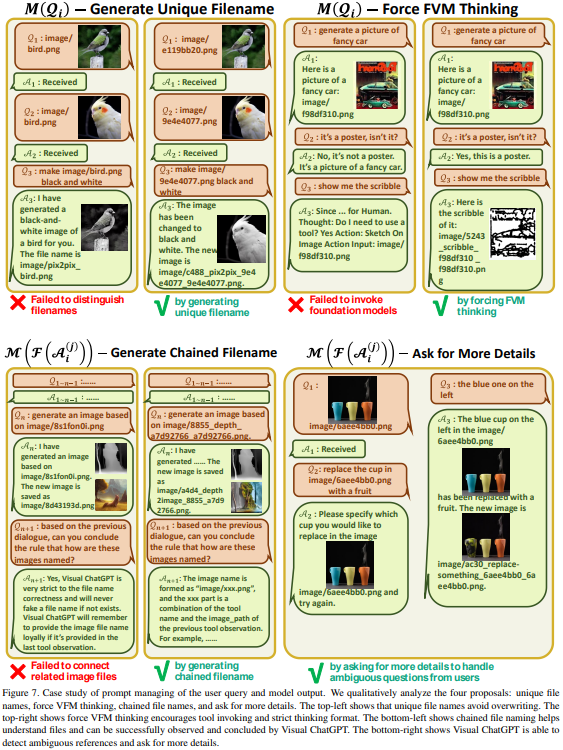 M(Qi) — Generate Unique Filename
Q1 : image/
bird.png
A1 : Received
Q2 : image/
bird.png
A2 : Received
Q3 : make image/bird.png
black and white
A3 : I have
generated a
black-and-
white image of
a bird for you.
The file name is
image/pix2pix_
bird.png
Failed to distinguish
filenames
Q1 : image/
e119bb20.png
A1 : Received
Q2 : image/
9e4e4077.png
A2 : Received
Q3: make image/
9e4e4077.png black and
white
A3: The image
has been
changed to
black and
white. The new
image is
image/c488_pix2pix_9e4
e4077_9e4e4077.png.
by generating
unique filename
M(Qi) — Force FVM Thinking
Q1 :generate a picture of
fancy car
A1:
Here is a
picture of a
fancy car:
image/
f98df310.png
Q2 : it's a poster, isn't it?
A2: No, it's not a poster.
It's a picture of a fancy car.
Q3 : show me the scribble
A3: Since ... for Human.
Thought: Do I need to use a
tool? Yes Action: Sketch On
Image Action Input: image/
f98df310.png
Failed to invoke
foundation models
Q1 :generate a picture of
fancy car
A1:
Here is a
picture of a
fancy car:
image/
f98df310.png
Q2 : it's a poster, isn't it?
A2: Yes, this is a poster.
Q3 : show me the scribble
A3: Here is
the scribble
of it:
image/5243
_scribble_
f98df310 _
f98df310.pn
g
by forcing FVM
thinking
M(F(Ai(j))) – Generate Chained Filename
Q1~n−1 :......
A1~n−1 :......
Qn : generate an image based
on image/8s1fon0i.png
An: I have
generated an
image based on
image/8s1fon0i.png.
The new image is
saved as
image/8d43193d.png
Qn+1 : based on the previous
dialogue, can you conclude
the rule that how are these
images named?
An+1: Yes, Visual ChatGPT is
very strict to the file name
correctness and will never
fake a file name if not exists.
Visual ChatGPT will remember
to provide the image file name
loyally if it's provided in the
last tool observation.
Failed to connect
related image files
Q1~n−1 :......
A1~n−1 :......
Qn : generate an image based
on image/8855_depth_
a7d92766_a7d92766.png.
An: I have
generated ...... The
new image is saved
as
image/a4d4_depth
2image_8855_a7d9
2766.png.
Qn+1 : based on the previous
dialogue, can you conclude
the rule that how are these
images named?
An+1: The image name is
formed as "image/xxx.png",
and the xxx part is a
combination of the tool
name and the image_path of
the previous tool observation.
For example, ......
by generating
chained filename
M(F(Ai(j))) – Ask for More Details
Q1 :
image/6aee4bb0.png
A1 : Received
Q2: replace the cup in
image/6aee4bb0.png
with a fruit
A2 : Please specify which
cup you would like to
replace in the image
image/6aee4bb0.png and
try again.
Q3 : the blue one on the
left
A3 : The blue cup on the
left in the image/
6aee4bb0.png
has been replaced with a
fruit. The new image is
image/ac30_replace-
something_6aee4bb0_6a
ee4bb0.png.
by asking for more details to handle
ambiguous questions from users
Figure 7. Case study of prompt managing of the user query and model output. We qualitatively analyze the four proposals: unique file
names, force VFM thinking, chained file names, and ask for more details. The top-left shows that unique file names avoid overwriting. The
top-right shows force VFM thinking encourages tool invoking and strict thinking format. The bottom-left shows chained file naming helps
understand files and can be successfully observed and concluded by Visual ChatGPT. The bottom-right shows Visual ChatGPT is able to
detect ambiguous references and ask for more details.